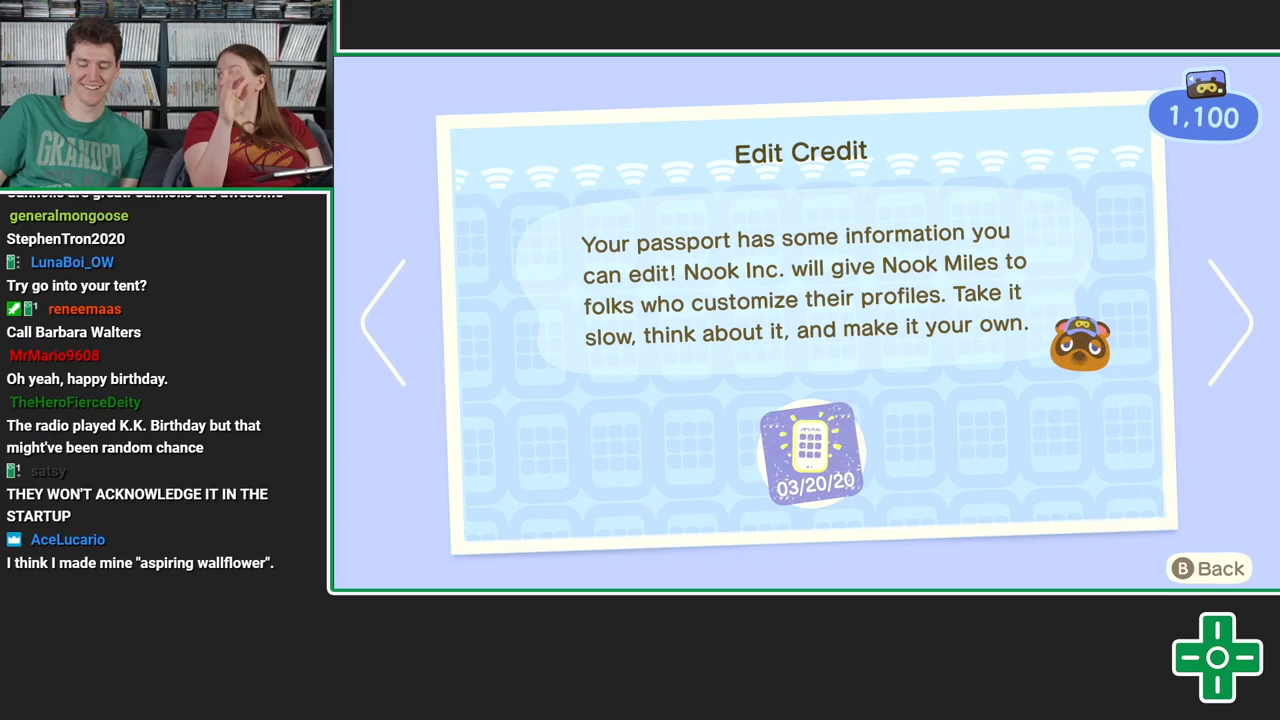 GRANDPA
generalmongoose
StephenTron2020
LunaBoi_OW
Try go into your tent?
1 reneemaas
Call Barbara Walters
MrMario9608
Oh yeah, happy birthday.
TheHeroFierceDeity
The radio played K.K. Birthday but that
might've been random chance
1 satsy
THEY WON'T ACKNOWLEDGE IT IN THE
STARTUP
AceLucario
I think I made mine "aspiring wallflower".
1,100
Edit Credit
Your passport has some information you
can edit! Nook Inc. will give Nook Miles to
folks who customize their profiles. Take it
slow, think about it, and make it your own.
03/20/20
B Back